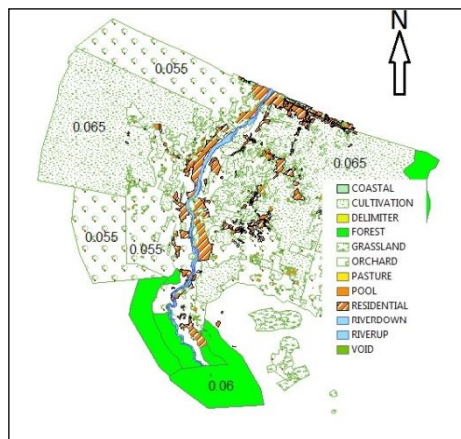 N
0.055
0.065
0.065
0.055
0.055
0.06
COASTAL
CULTIVATION
DELIMITER
FOREST
GRASSLAND
ORCHARD
PASTURE
POOL
RESIDENTIAL
RIVERDOWN
RIVERUP
VOID